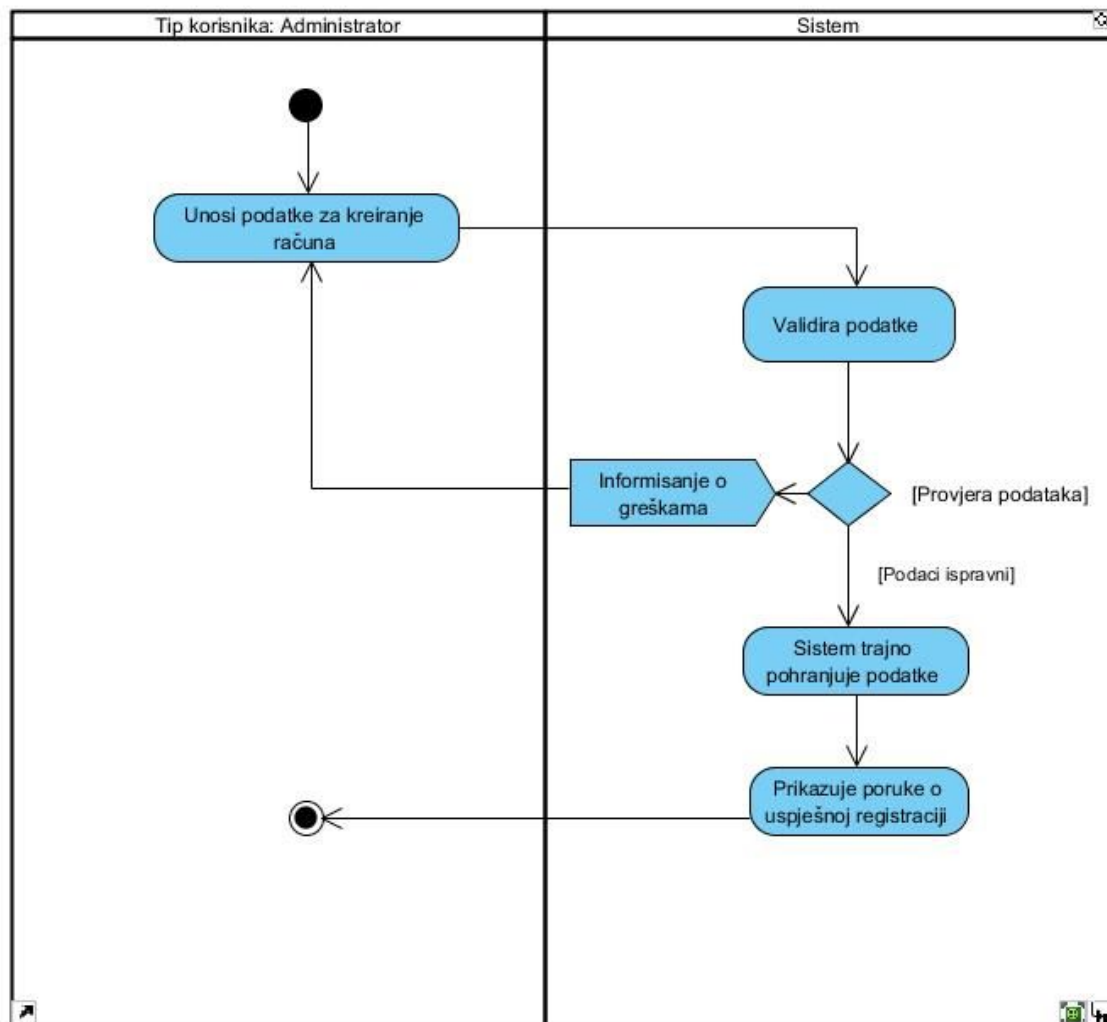 Tip korisnika: Administrator
Sistem
Unosi podatke za kreiranje
računa
Validira podatke
Informisanje o
greškama
[Provjera podataka]
[Podaci ispravni]
Sistem trajno
pohranjuje podatke
Prikazuje poruke o
uspješnoj registraciji